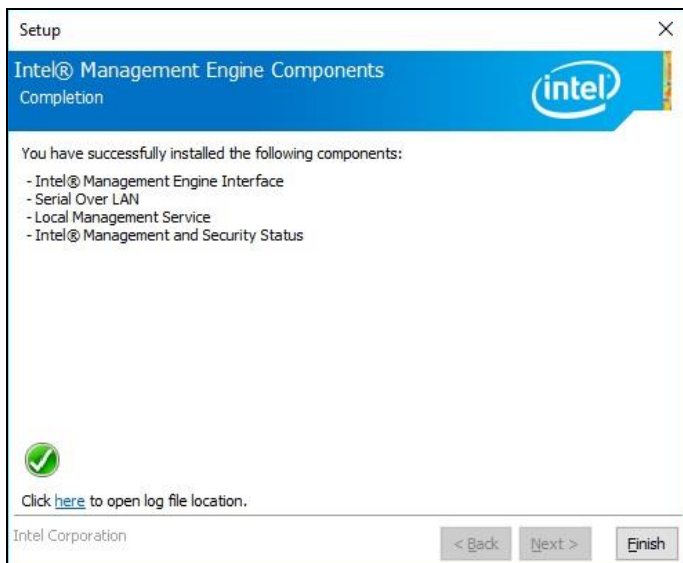 Setup
Intel® Management Engine Components
Completion
intel
You have successfully installed the following components:
- Intel® Management Engine Interface
- Serial Over LAN
- Local Management Service
- Intel® Management and Security Status
Click here to open log file location.
Intel Corporation
< Back Next > Finish